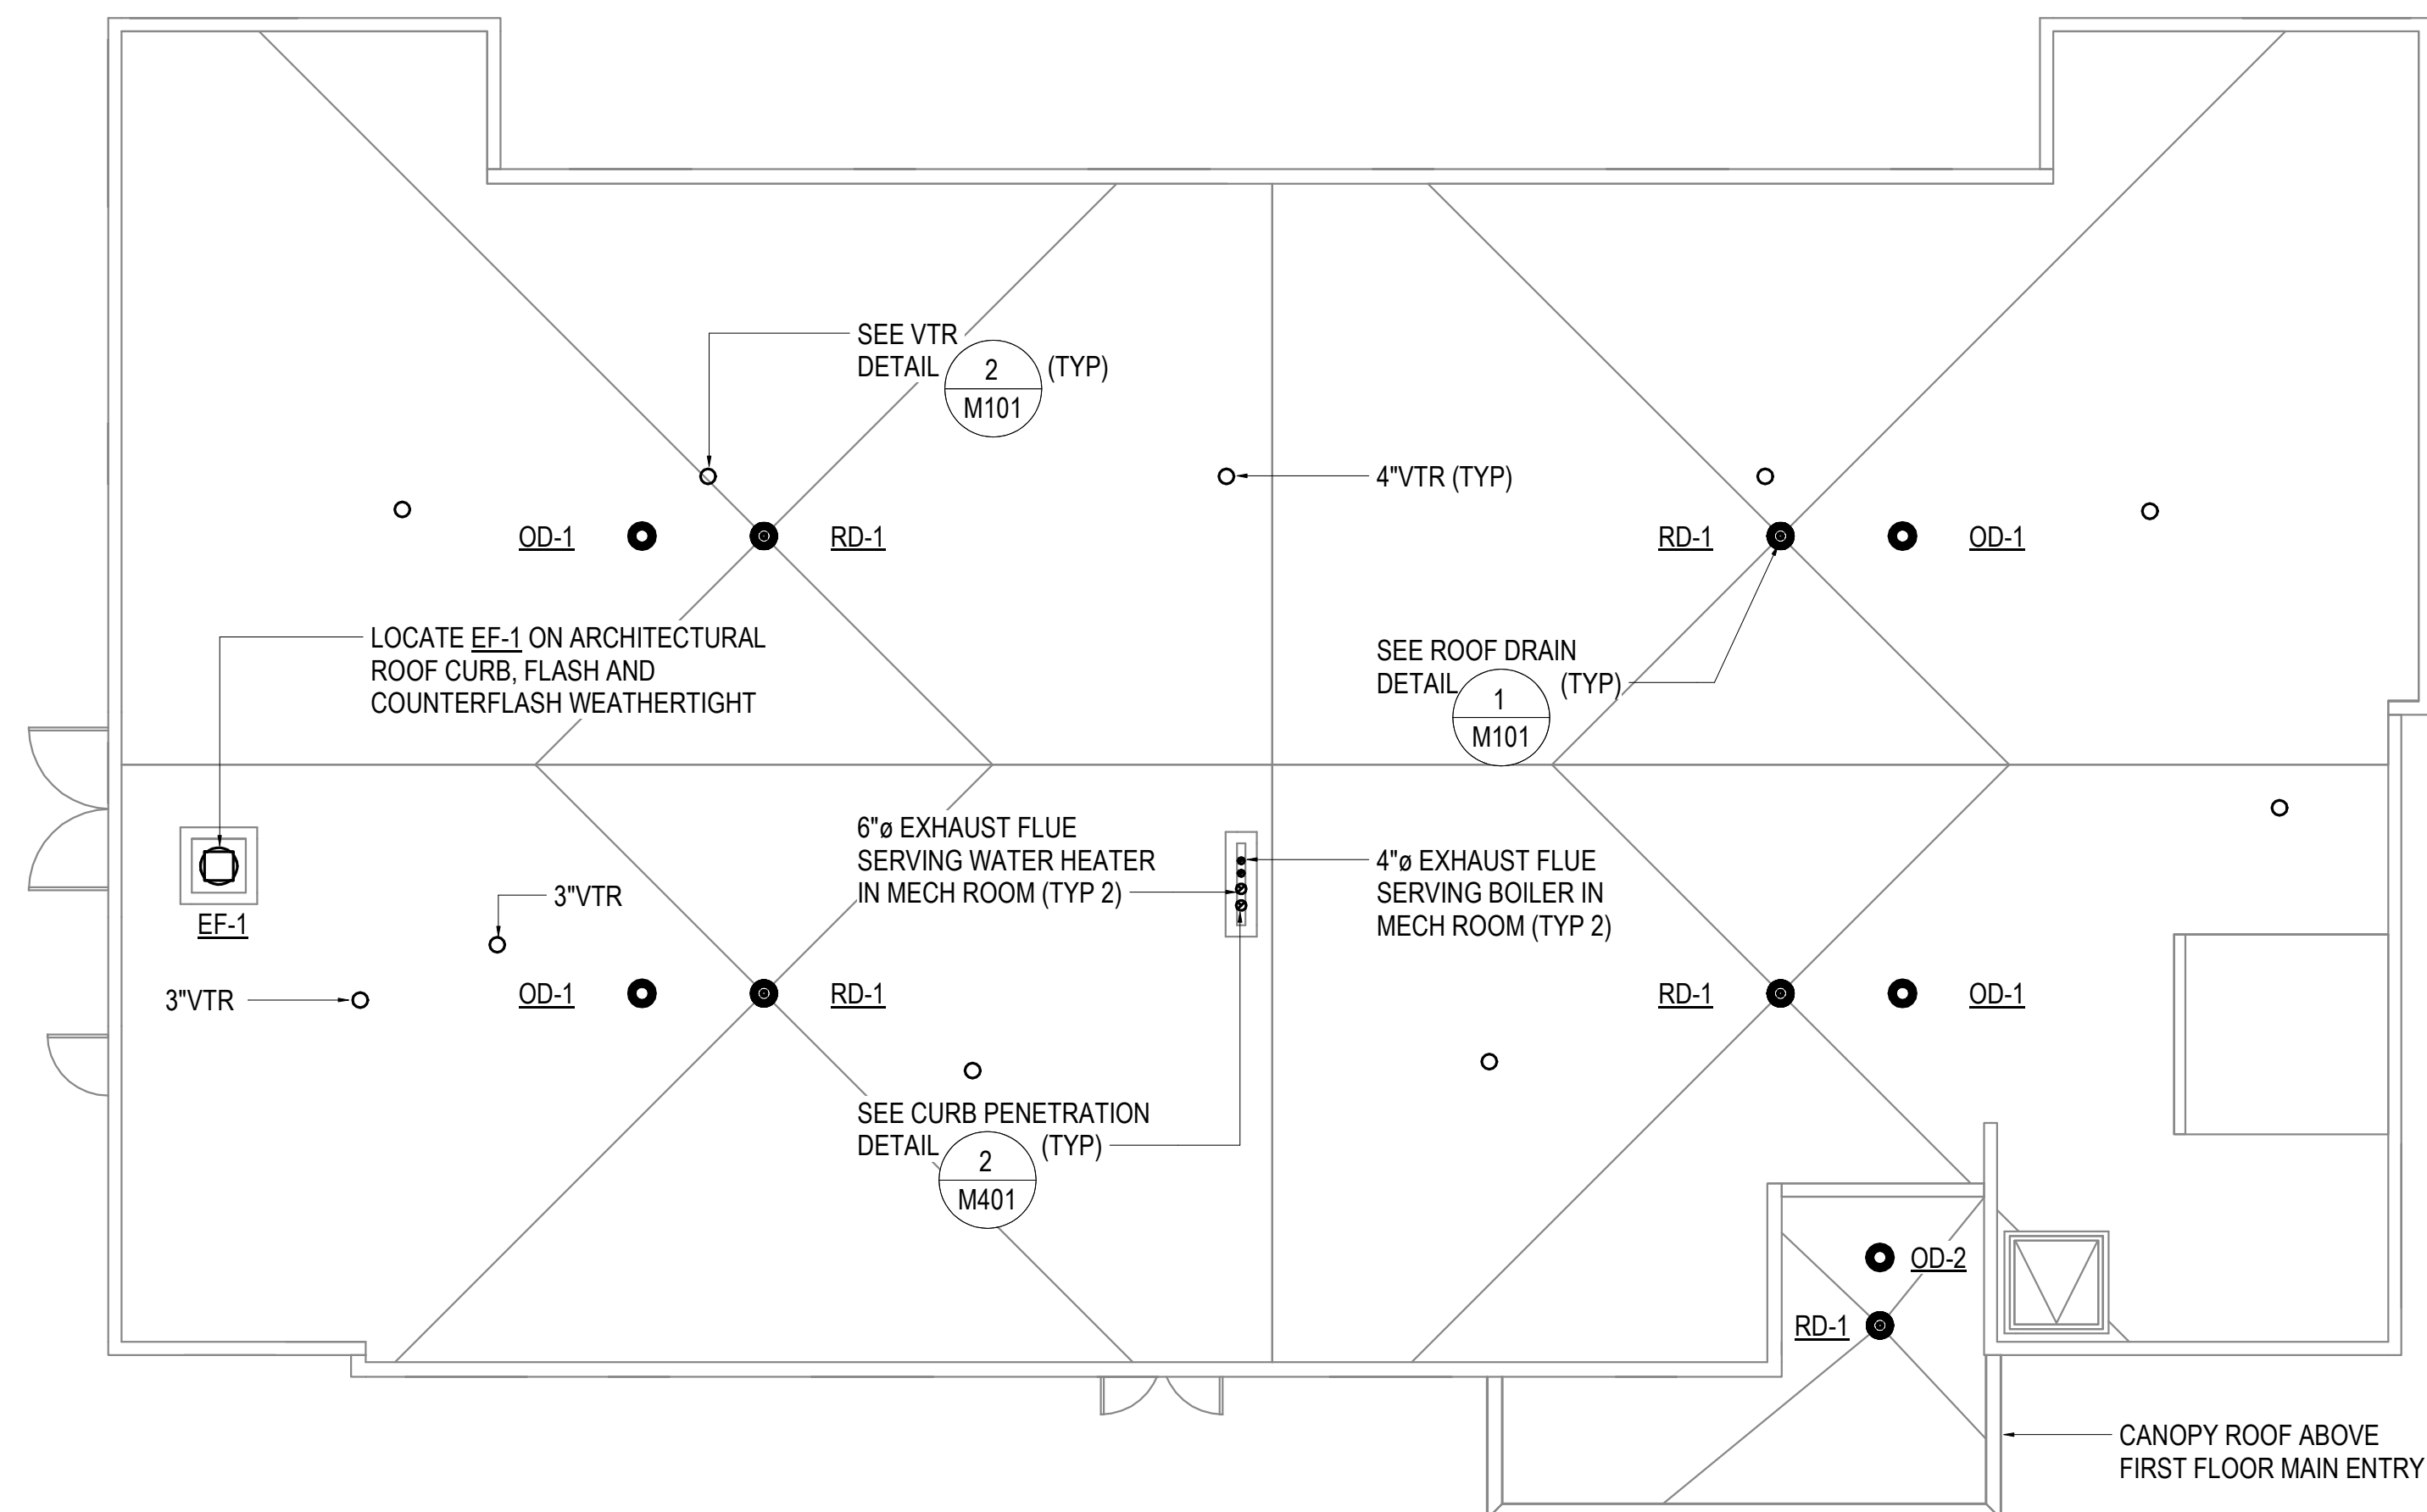 SEE VTR
DETAIL
2
M101
(TYP)
4"VTR (TYP)
OD-1
RD-1
RD-1
OD-1
LOCATE EF-1 ON ARCHITECTURAL
ROOF CURB, FLASH AND
COUNTERFLASH WEATHERTIGHT
SEE ROOF DRAIN
DETAIL
1
M101
(TYP)
6"ø EXHAUST FLUE
SERVING WATER HEATER
IN MECH ROOM (TYP 2)
4"ø EXHAUST FLUE
SERVING BOILER IN
MECH ROOM (TYP 2)
EF-1
3"VTR
3"VTR
OD-1
RD-1
RD-1
OD-1
SEE CURB PENETRATION
DETAIL
2
M401
(TYP)
OD-2
RD-1
CANOPY ROOF ABOVE
FIRST FLOOR MAIN ENTRY